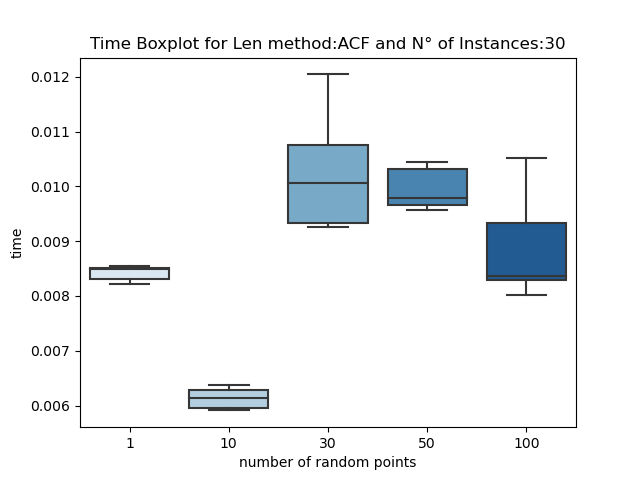 Time Boxplot for Len method:ACF and N° of Instances:30
0.012
0.011
0.010
0.009
0.008
0.007
0.006
time
1 10 30 50 100
number of random points